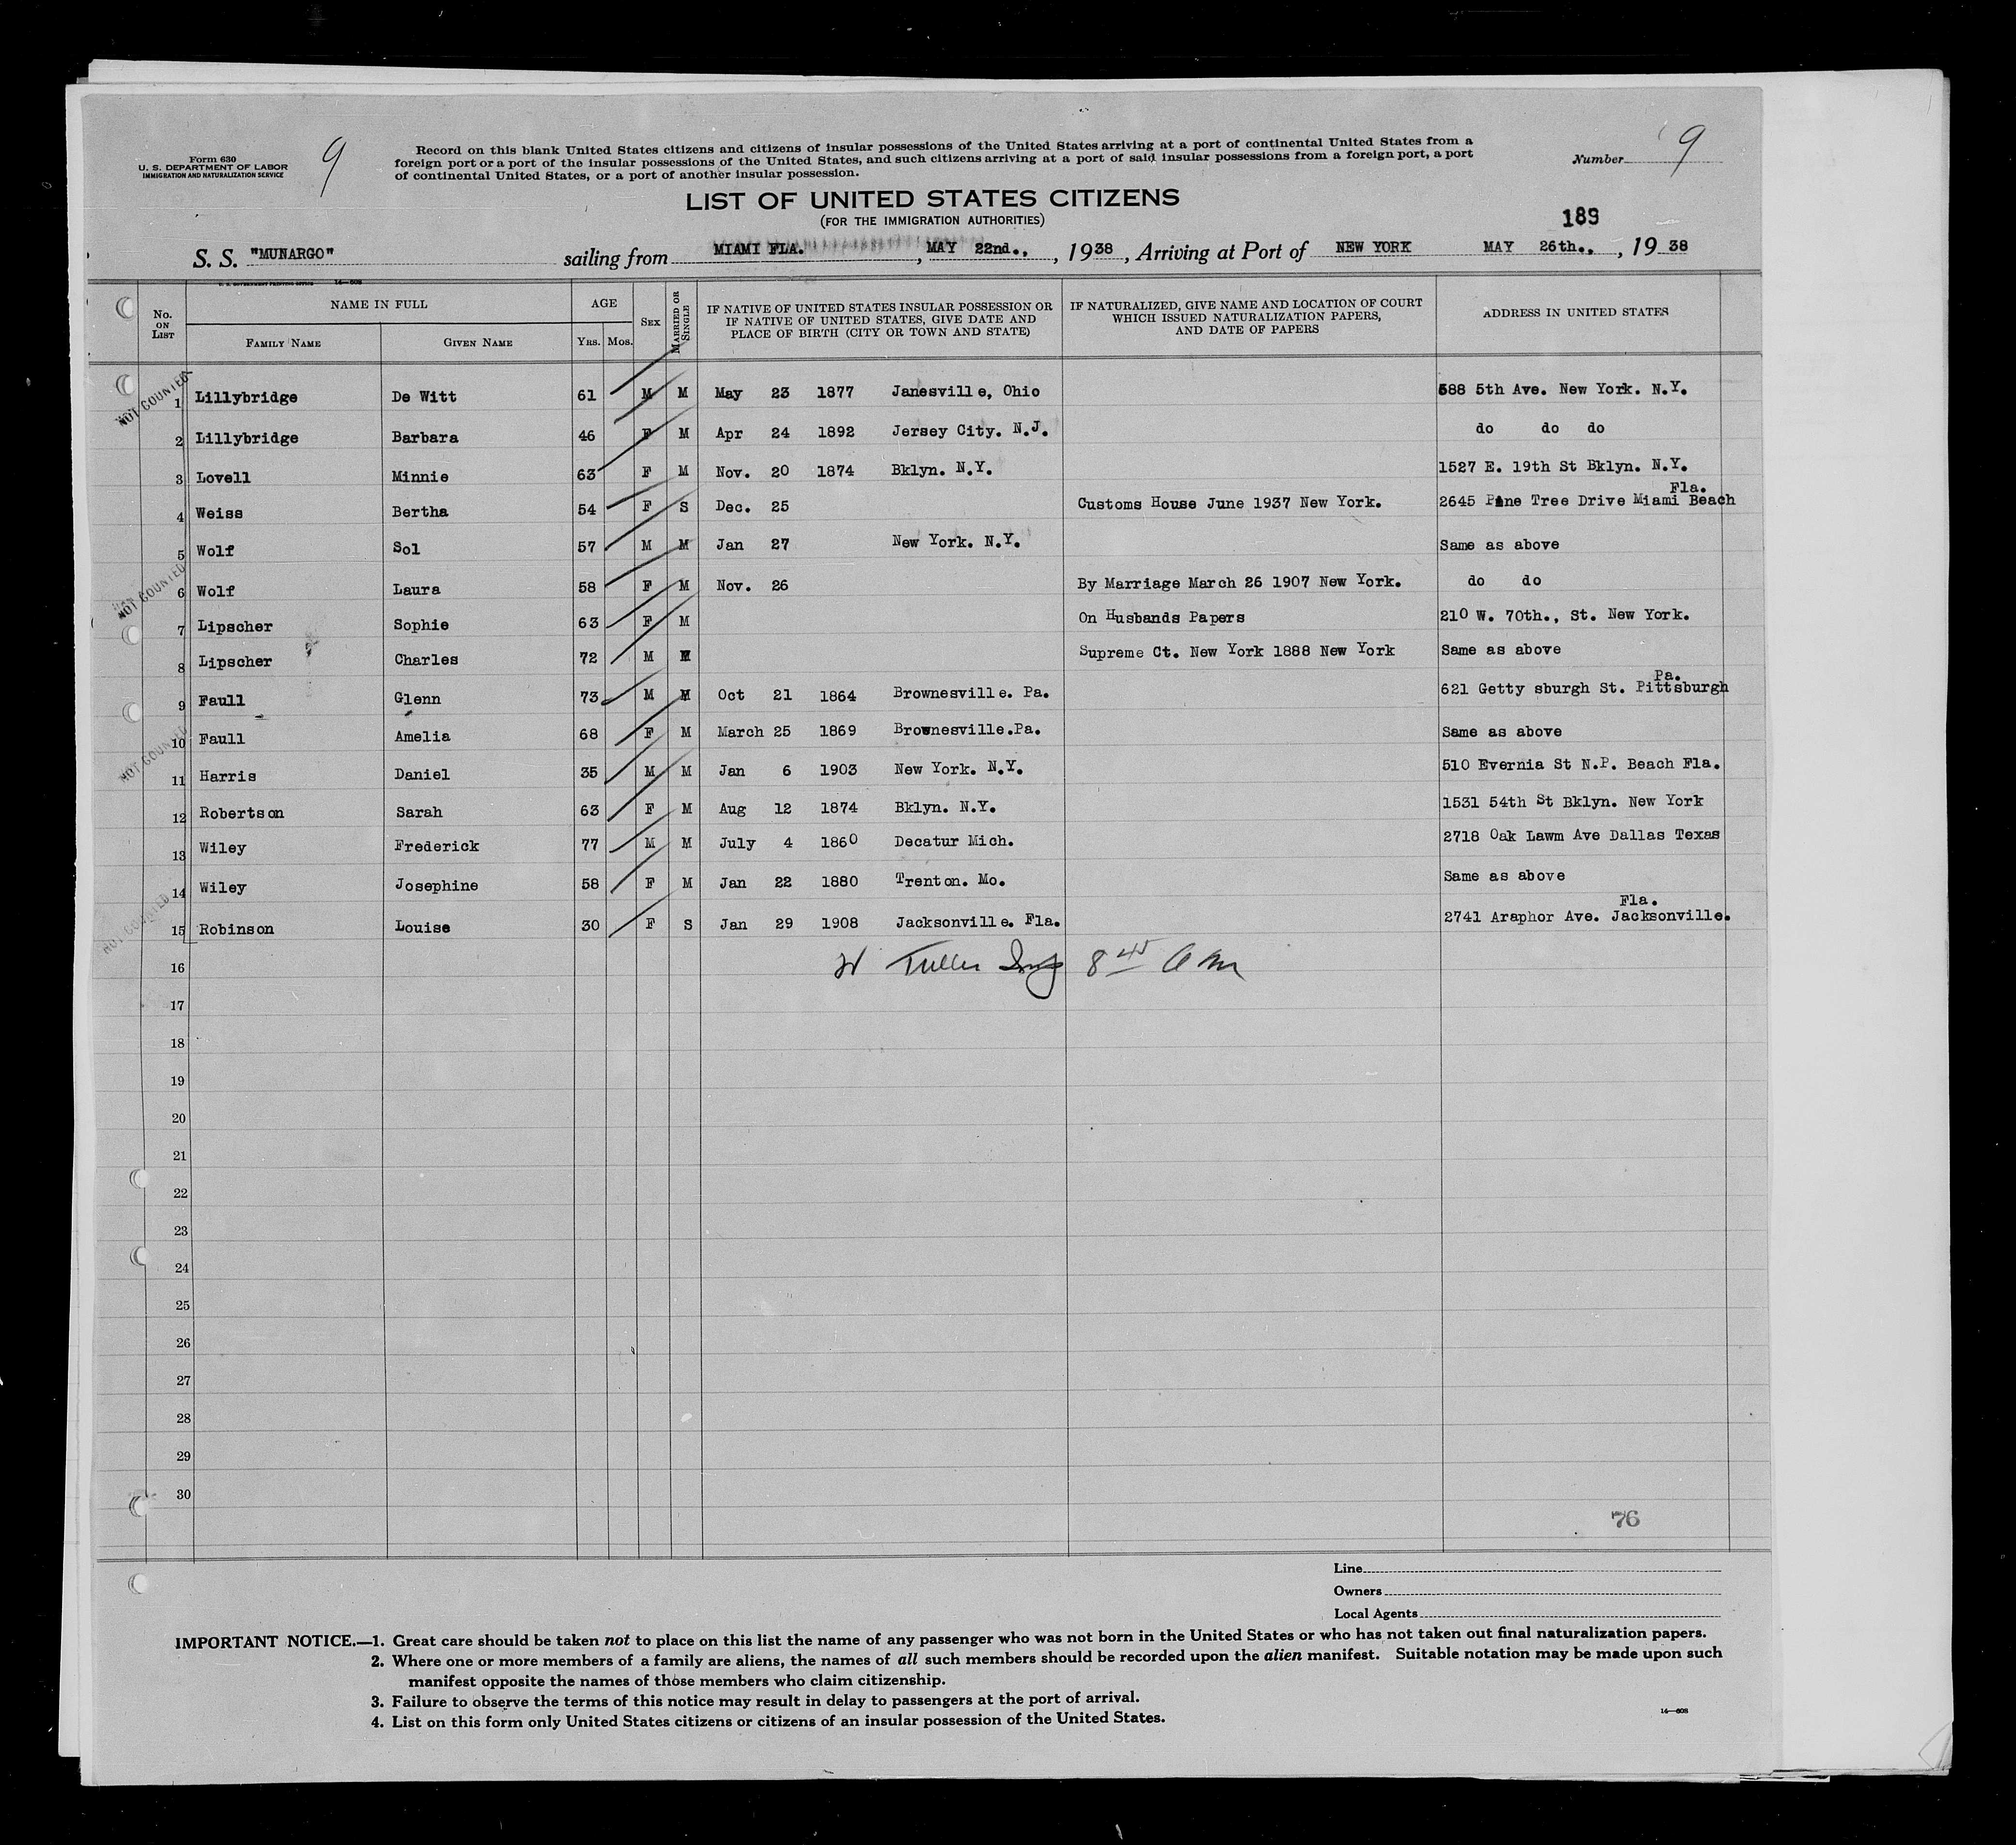 Form 630
U. S. DEPARTMENT OF LABOR
IMMIGRATION AND NATURALIZATION SERVICE
9
Record on this blank United States citizens and citizens of insular possessions of the United States arriving at a port of continental United States from a
foreign port or a port of the insular possessions of the United States, and such citizens arriving at a port of said insular possessions from a foreign port, a port
of continental United States, or a port of another insular possession.
Number 9
LIST OF UNITED STATES CITIZENS
(FOR THE IMMIGRATION AUTHORITIES)
189
S. S. "MUNARGO" sailing from MIAMI FLA. , MAY 22nd., , 1938 , Arriving at Port of NEW YORK MAY 26th., , 1938
U. S. GOVERNMENT PRINTING OFFICE 14—608
No. ON LIST NAME IN FULL FAMILY NAME GIVEN NAME AGE YRS. MOS. SEX MARRIED OR SINGLE IF NATIVE OF UNITED STATES INSULAR POSSESSION OR IF NATIVE OF UNITED STATES, GIVE DATE AND PLACE OF BIRTH (CITY OR TOWN AND STATE) IF NATURALIZED, GIVE NAME AND LOCATION OF COURT WHICH ISSUED NATURALIZATION PAPERS, AND DATE OF PAPERS ADDRESS IN UNITED STATES
NOT COUNTED
1 Lillybridge De Witt 61 M M May 23 1877 Janesville, Ohio 588 5th Ave. New York. N.Y.
2 Lillybridge Barbara 46 F M Apr 24 1892 Jersey City. N.J. do do do
3 Lovell Minnie 63 F M Nov. 20 1874 Bklyn. N.Y. 1527 E. 19th St Bklyn. N.Y.
Fla.
4 Weiss Bertha 54 F S Dec. 25 Customs House June 1937 New York. 2645 Pine Tree Drive Miami Beach
5 Wolf Sol 57 M M Jan 27 New York. N.Y. Same as above
NOT COUNTED
6 Wolf Laura 58 F M Nov. 26 By Marriage March 26 1907 New York. do do
7 Lipscher Sophie 63 F M On Husbands Papers 210 W. 70th., St. New York.
8 Lipscher Charles 72 M M Supreme Ct. New York 1888 New York Same as above
Pa.
9 Faull Glenn 73 M M Oct 21 1864 Brownesville. Pa. 621 Getty sburgh St. Pittsburgh
10 Faull Amelia 68 F M March 25 1869 Brownesville.Pa. Same as above
NOT COUNTED
11 Harris Daniel 35 M M Jan 6 1903 New York. N.Y. 510 Evernia St N.P. Beach Fla.
12 Robertson Sarah 63 F M Aug 12 1874 Bklyn. N.Y. 1531 54th St Bklyn. New York
13 Wiley Frederick 77 M M July 4 1860 Decatur Mich. 2718 Oak Lawm Ave Dallas Texas
14 Wiley Josephine 58 F M Jan 22 1880 Trenton. Mo. Same as above
Fla.
NOT COUNTED
15 Robinson Louise 30 F S Jan 29 1908 Jacksonville. Fla. 2741 Araphor Ave. Jacksonville.
16 Fuller Insp 8 45 AM
17
18
19
20
21
22
23
24
25
26
27
28
29
30
76
Line
Owners
Local Agents
IMPORTANT NOTICE.—1. Great care should be taken not to place on this list the name of any passenger who was not born in the United States or who has not taken out final naturalization papers.
2. Where one or more members of a family are aliens, the names of all such members should be recorded upon the alien manifest. Suitable notation may be made upon such
manifest opposite the names of those members who claim citizenship.
3. Failure to observe the terms of this notice may result in delay to passengers at the port of arrival.
4. List on this form only United States citizens or citizens of an insular possession of the United States.
14—608